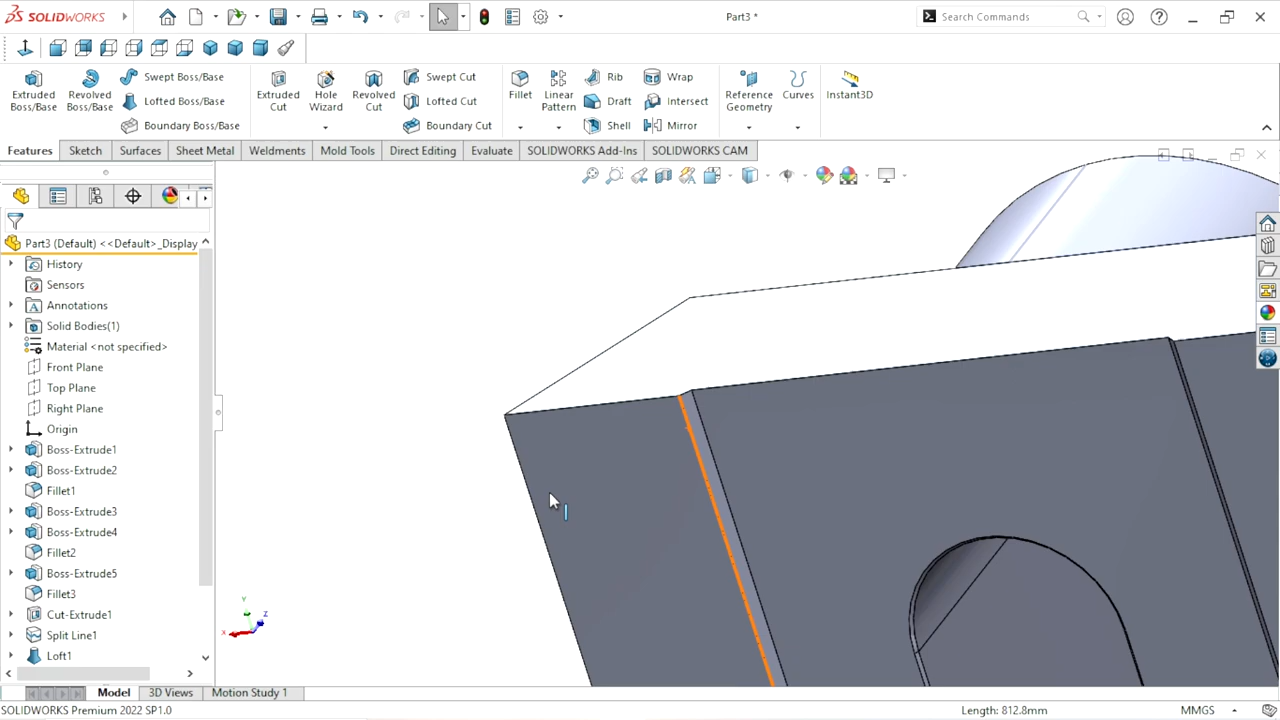 SOLIDWORKS
Part3 *
Search Commands
Extruded Boss/Base
Revolved Boss/Base
Swept Boss/Base
Lofted Boss/Base
Boundary Boss/Base
Extruded Cut
Hole Wizard
Revolved Cut
Swept Cut
Lofted Cut
Boundary Cut
Fillet
Linear Pattern
Rib
Draft
Shell
Wrap
Intersect
Mirror
Reference Geometry
Curves
Instant3D
Features
Sketch
Surfaces
Sheet Metal
Weldments
Mold Tools
Direct Editing
Evaluate
SOLIDWORKS Add-Ins
SOLIDWORKS CAM
Part3 (Default) <<Default>_Display
History
Sensors
Annotations
Solid Bodies(1)
Material <not specified>
Front Plane
Top Plane
Right Plane
Origin
Boss-Extrude1
Boss-Extrude2
Fillet1
Boss-Extrude3
Boss-Extrude4
Fillet2
Boss-Extrude5
Fillet3
Cut-Extrude1
Split Line1
Loft1
Y
Z
X
Model
3D Views
Motion Study 1
SOLIDWORKS Premium 2022 SP1.0
Length: 812.8mm
MMGS